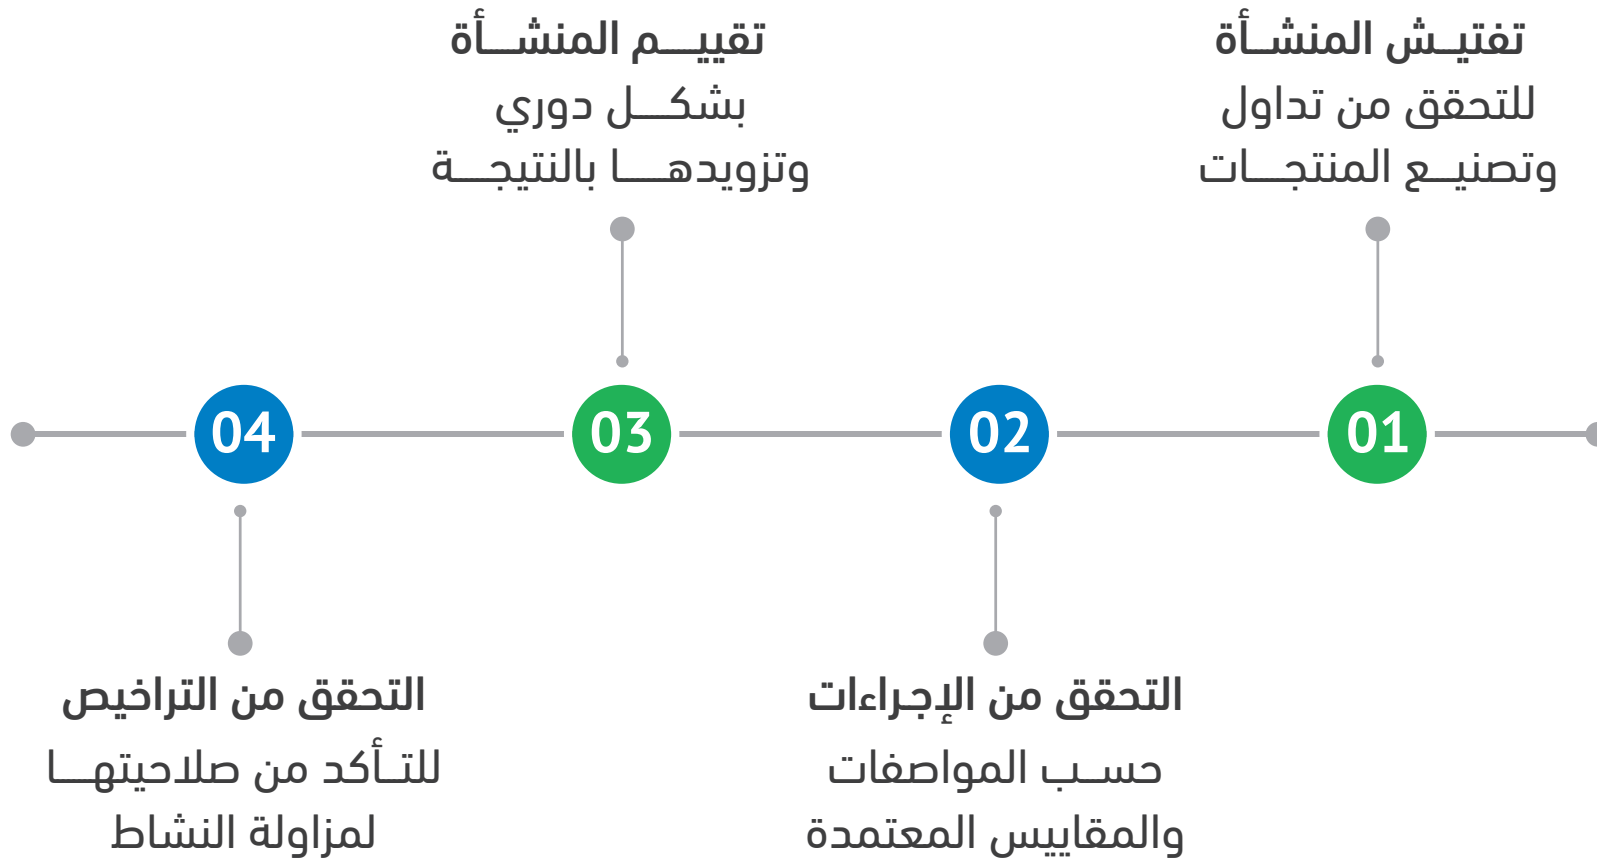 01
تفتيش المنشأة
للتحقق من تداول
وتصنيع المنتجات
02
التحقق من الإجراءات
حسب المواصفات
والمقاييس المعتمدة
03
تقييم المنشأة
بشكل دوري
وتزويدها بالنتيجة
04
التحقق من التراخيص
للتأكد من صلاحيتها
لمزاولة النشاط